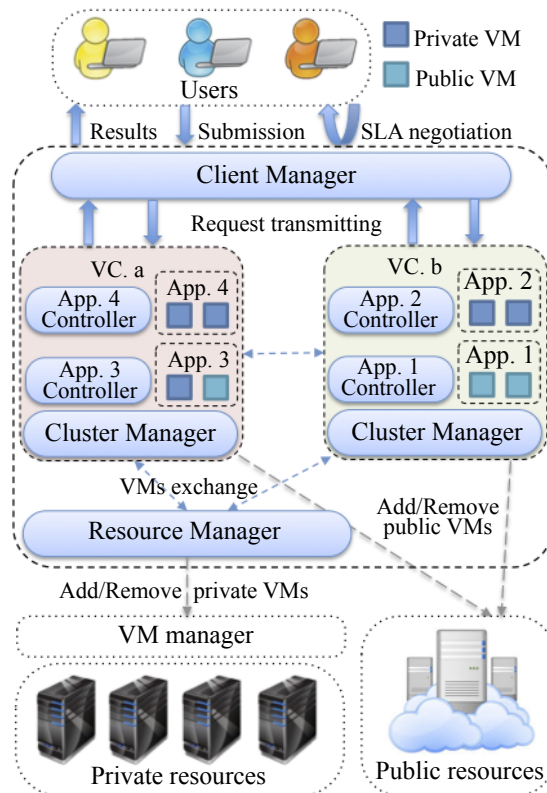 Private VM
Public VM
Users
Results
Submission
SLA negotiation
Client Manager
Request transmitting
VC. a
App. 4
Controller
App. 4
App. 3
Controller
App. 3
Cluster Manager
VC. b
App. 2
Controller
App. 2
App. 1
Controller
App. 1
Cluster Manager
VMs exchange
Resource Manager
Add/Remove
public VMs
Add/Remove private VMs
VM manager
Private resources
Public resources